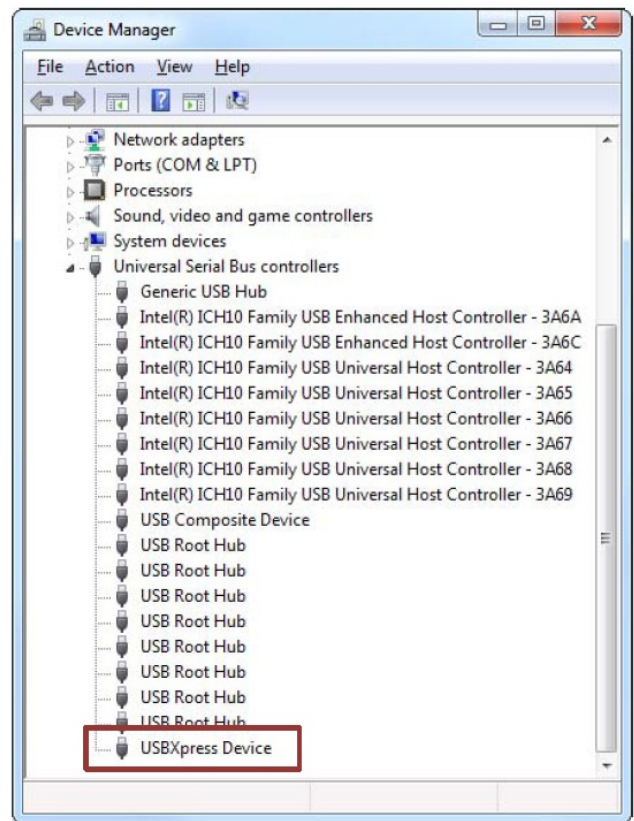 Device Manager
File Action View Help
Network adapters
Ports (COM & LPT)
Processors
Sound, video and game controllers
System devices
Universal Serial Bus controllers
Generic USB Hub
Intel(R) ICH10 Family USB Enhanced Host Controller - 3A6A
Intel(R) ICH10 Family USB Enhanced Host Controller - 3A6C
Intel(R) ICH10 Family USB Universal Host Controller - 3A64
Intel(R) ICH10 Family USB Universal Host Controller - 3A65
Intel(R) ICH10 Family USB Universal Host Controller - 3A66
Intel(R) ICH10 Family USB Universal Host Controller - 3A67
Intel(R) ICH10 Family USB Universal Host Controller - 3A68
Intel(R) ICH10 Family USB Universal Host Controller - 3A69
USB Composite Device
USB Root Hub
USB Root Hub
USB Root Hub
USB Root Hub
USB Root Hub
USB Root Hub
USB Root Hub
USB Root Hub
USBXpress Device